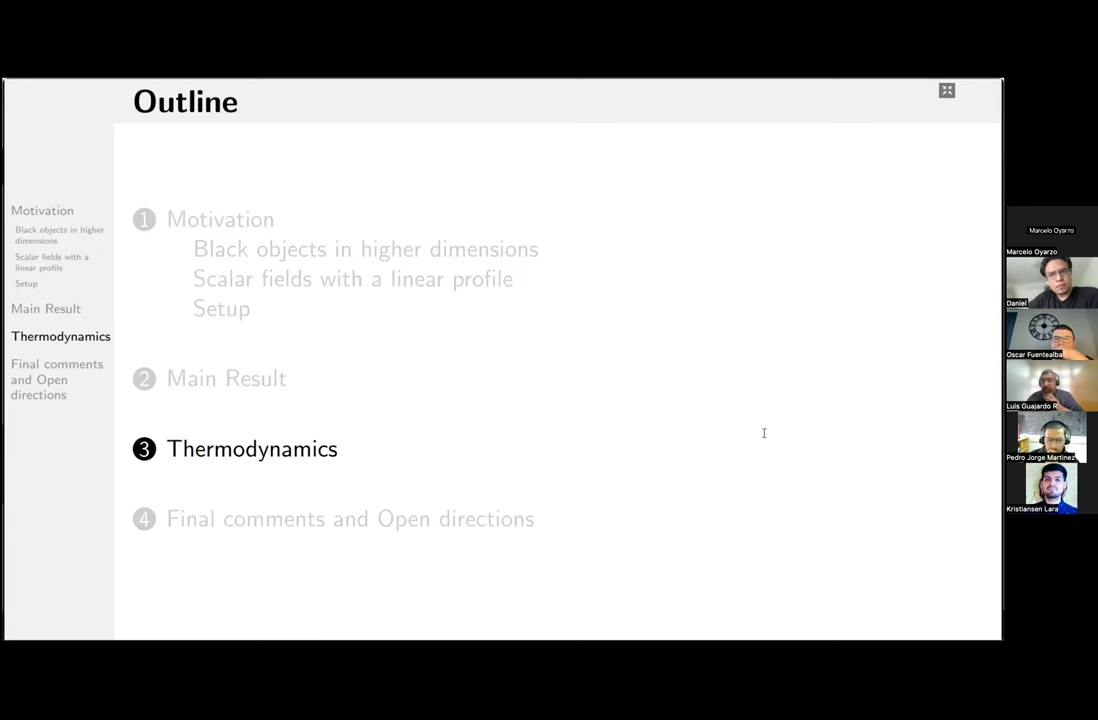 Outline
Motivation
Black objects in higher
dimensions
Scalar fields with a
linear profile
Setup
Main Result
Thermodynamics
Final comments
and Open
directions
1 Motivation
Black objects in higher dimensions
Scalar fields with a linear profile
Setup
2 Main Result
3 Thermodynamics
4 Final comments and Open directions
Marcelo Oyarzo
Marcelo Oyarzo
Daniel
Oscar Fuentealba
Luis Guajardo R
Pedro Jorge Martinez
Kristiansen Lara